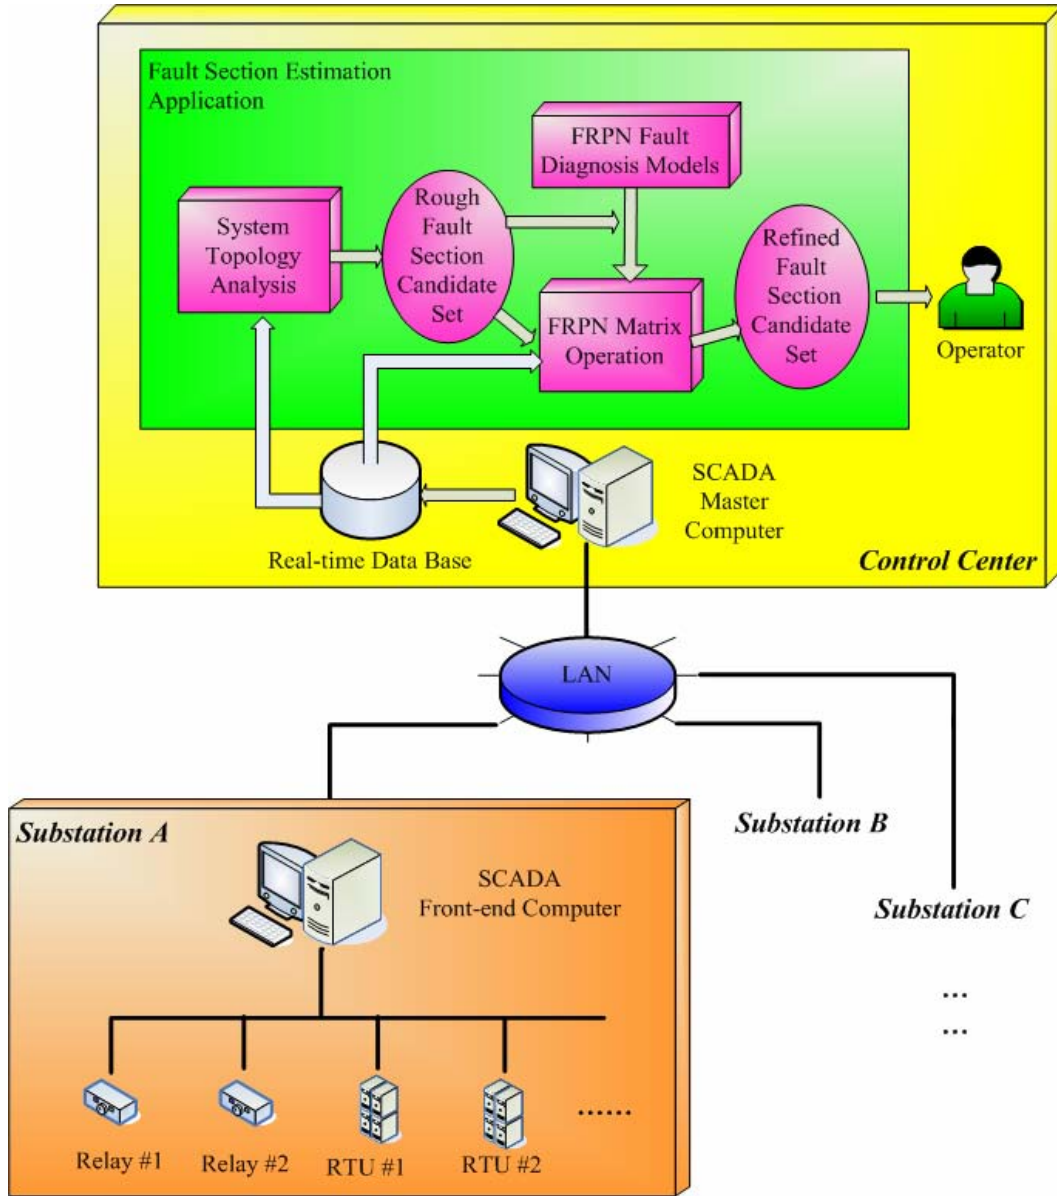 Fault Section Estimation
Application
FRPN Fault
Diagnosis Models
System
Topology
Analysis
Rough
Fault
Section
Candidate
Set
FRPN Matrix
Operation
Refined
Fault
Section
Candidate
Set
Operator
SCADA
Master
Computer
Real-time Data Base
Control Center
LAN
Substation A
SCADA
Front-end Computer
Substation B
Substation C
...
...
Relay #1
Relay #2
RTU #1
RTU #2
......